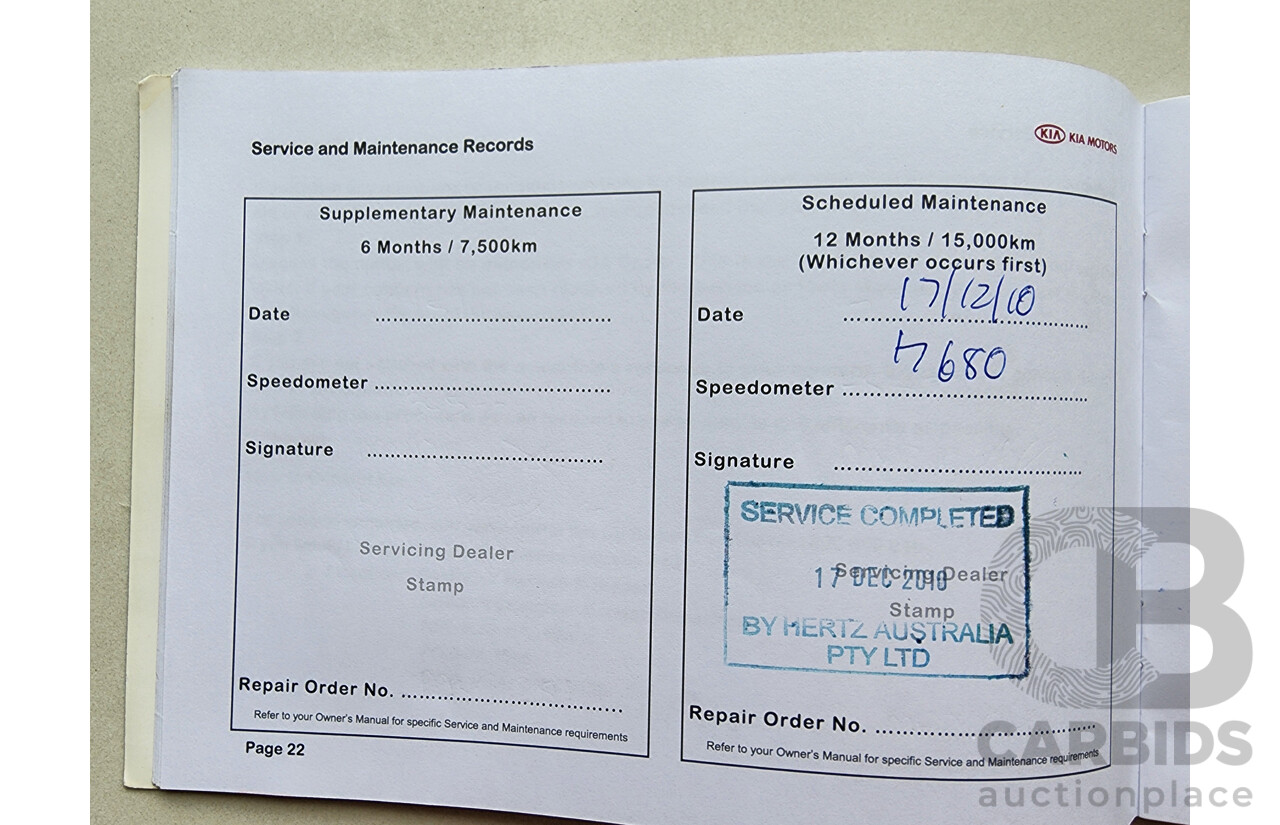 Service and Maintenance Records
KIA KIA MOTORS
Supplementary Maintenance
6 Months / 7,500km
Date ........................................
Speedometer ........................................
Signature ........................................
Servicing Dealer
Stamp
Repair Order No. ........................................
Refer to your Owner's Manual for specific Service and Maintenance requirements
Page 22
Scheduled Maintenance
12 Months / 15,000km
(Whichever occurs first)
Date 17/12/10
Speedometer 4680
Signature ........................................
SERVICE COMPLETED
Servicing Dealer
17 DEC 2010
Stamp
BY HERTZ AUSTRALIA
PTY LTD
Repair Order No. ........................................
Refer to your Owner's Manual for specific Service and Maintenance requirements
CB
CARBIDS
auctionplace